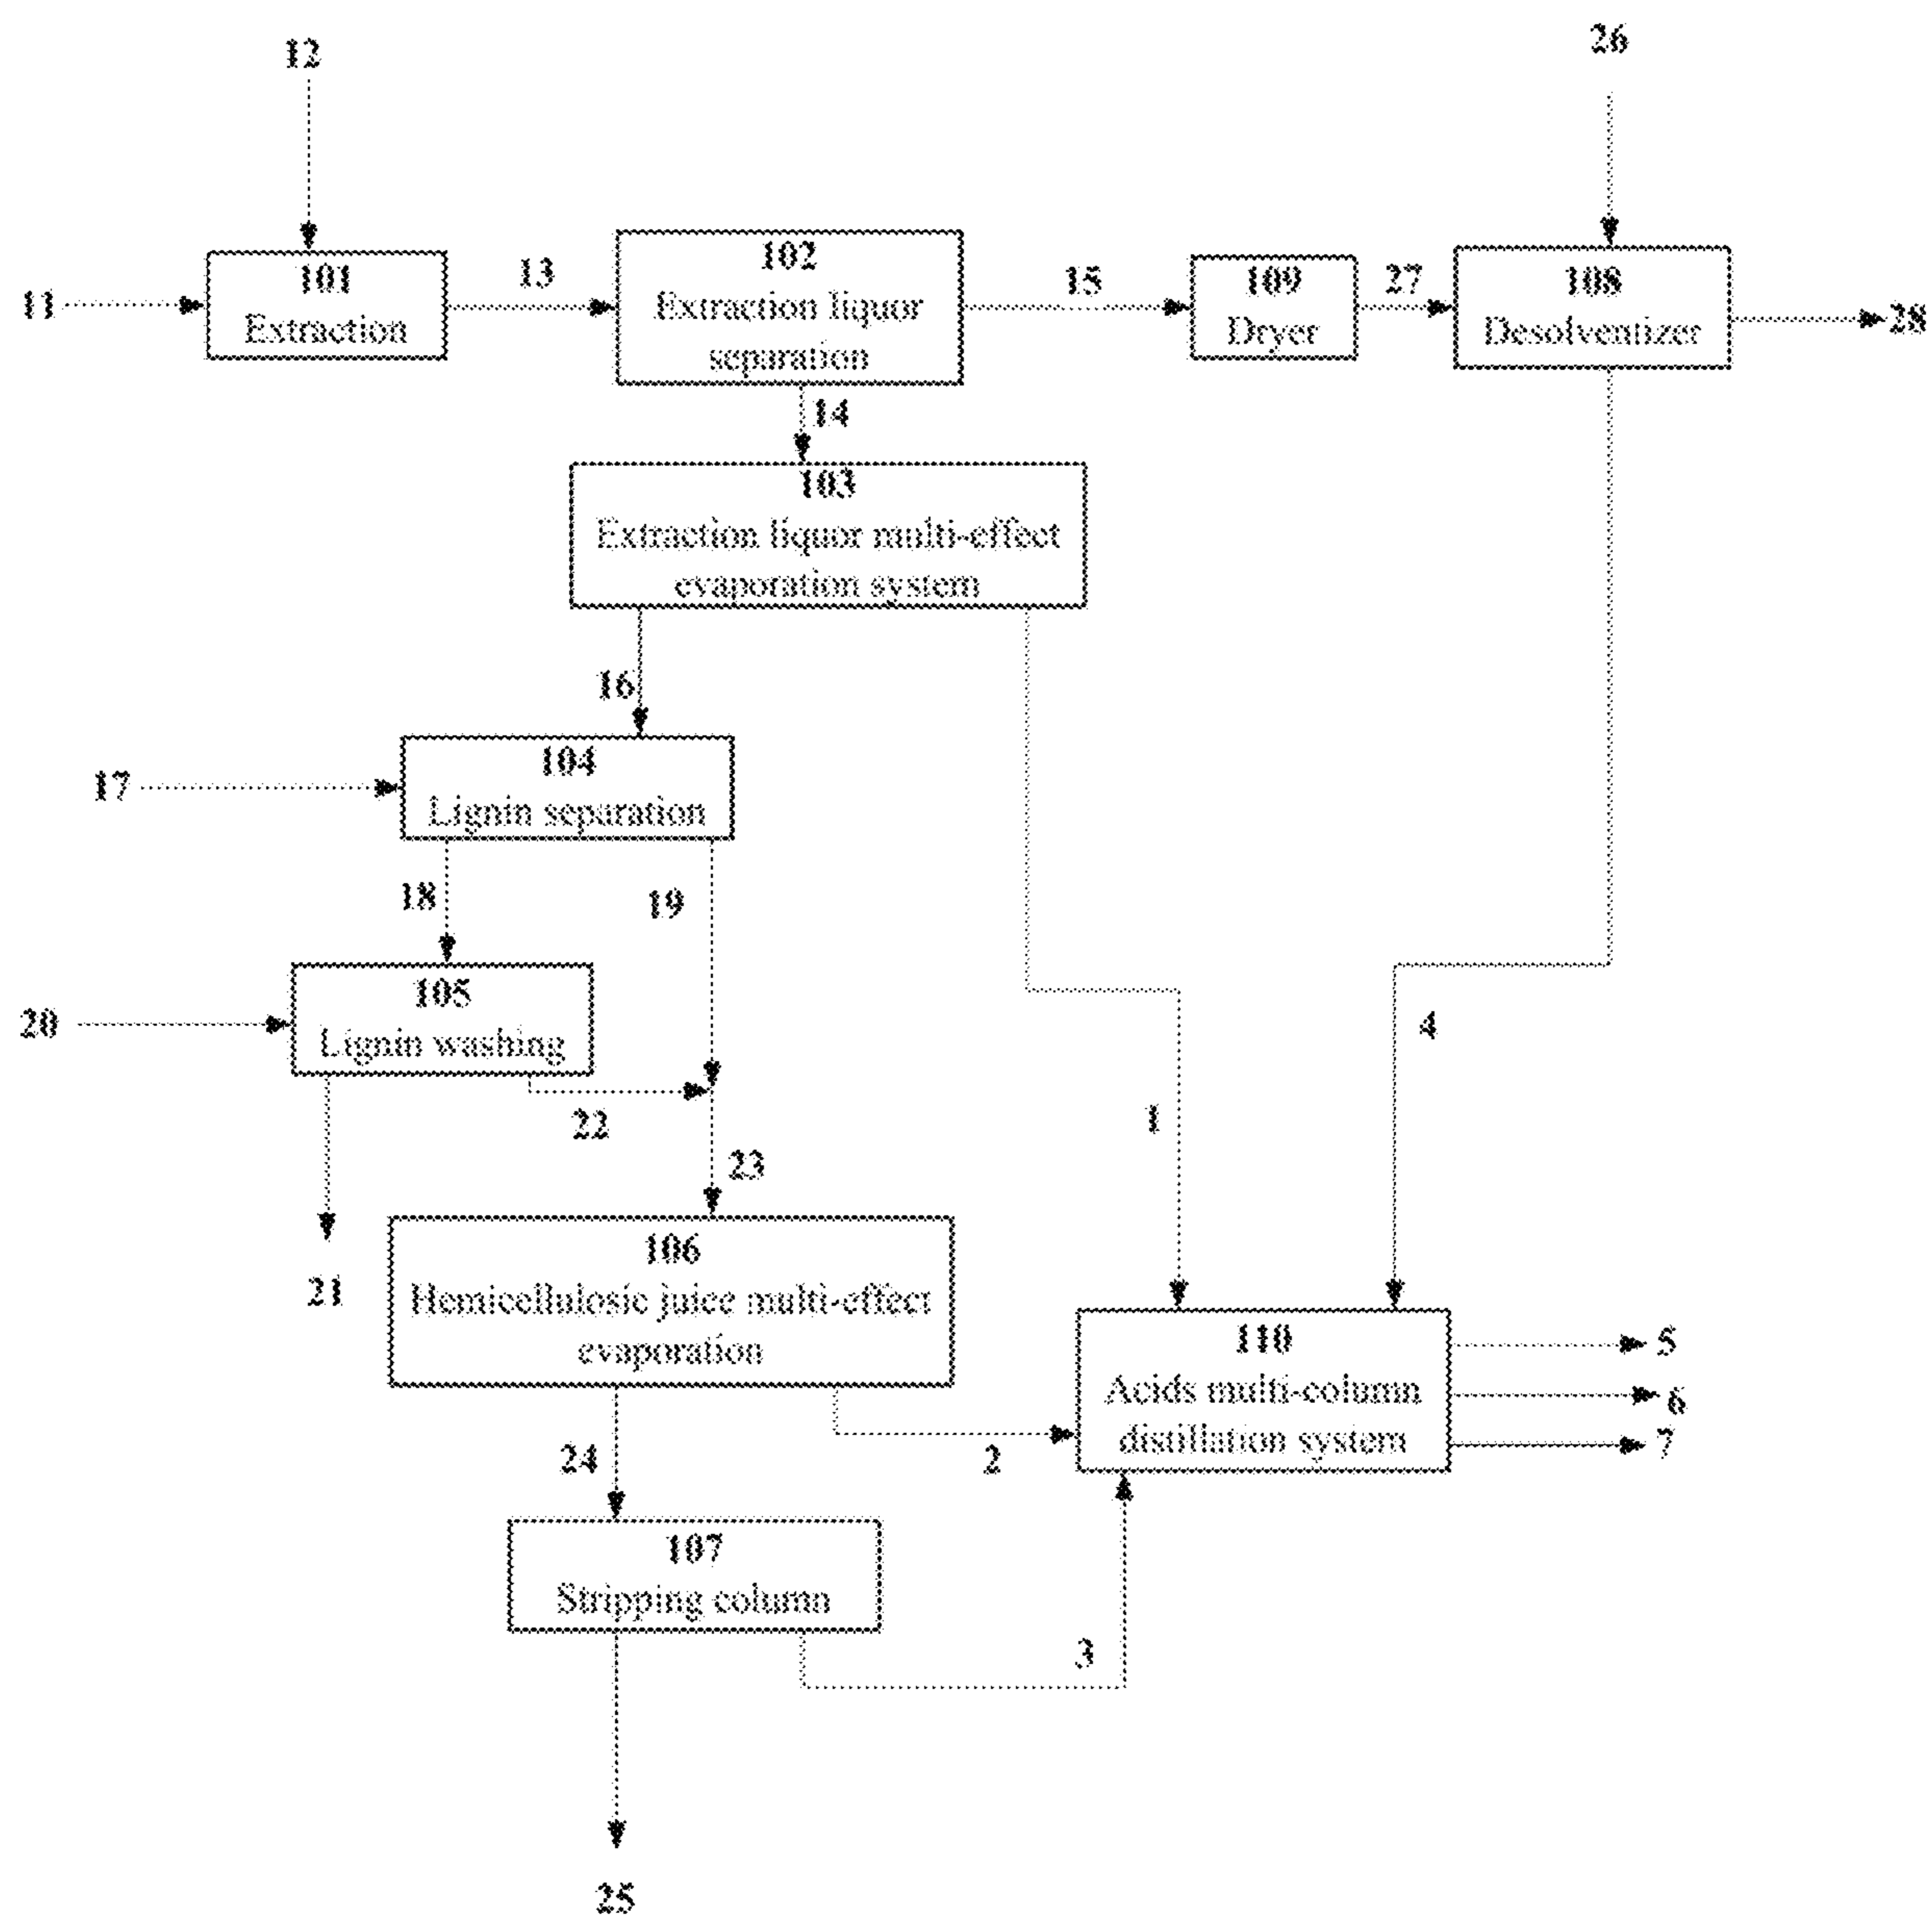 12
26
11
101
Extraction
13
102
Extraction liquor
separation
15
109
Dryer
27
108
Desolventizer
28
14
103
Extraction liquor multi-effect
evaporation system
16
17
104
Lignin separation
18
19
20
105
Lignin washing
4
22
1
23
21
106
Hemicellulosic juice multi-effect
evaporation
110
Acids multi-column
distillation system
5
6
7
24
2
107
Stripping column
3
25